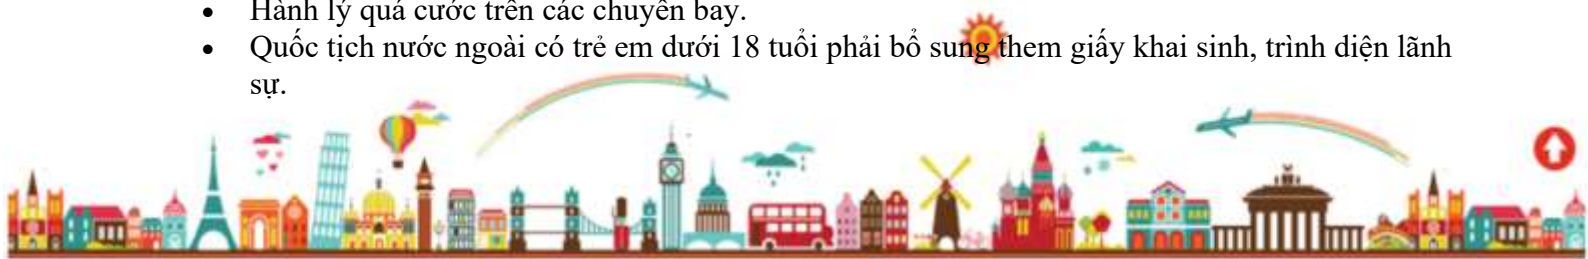 Hành lý quá cước trên các chuyến bay.
Quốc tịch nước ngoài có trẻ em dưới 18 tuổi phải bổ sung them giấy khai sinh, trình diện lãnh
sự.